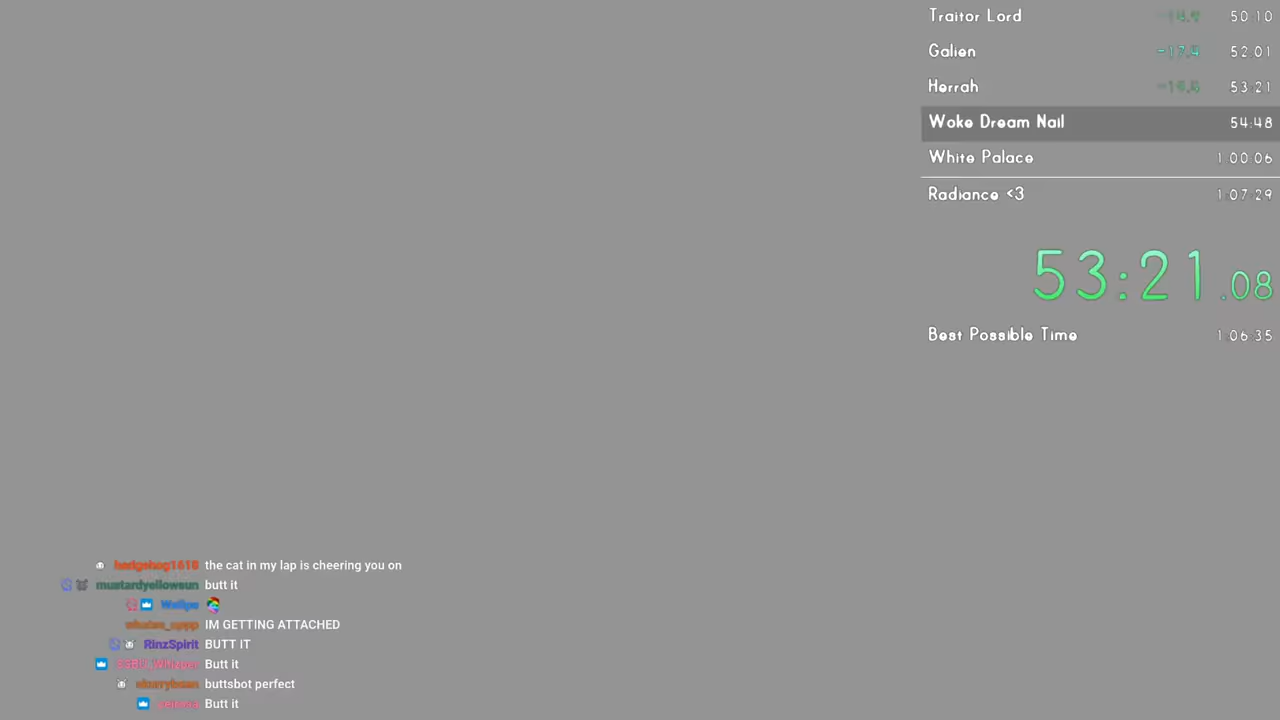 Traitor Lord 50:10
Galien -17.4 52:01
Herrah 53:21
Woke Dream Nail 54:48
White Palace 1:00:06
Radiance <3 1:07:29
53:21.08
Best Possible Time 1:06:35
hedgehog1618 the cat in my lap is cheering you on
mustardyellowsun butt it
IM GETTING ATTACHED
RinzSpirit BUTT IT
Butt it
buttsbot perfect
Butt it